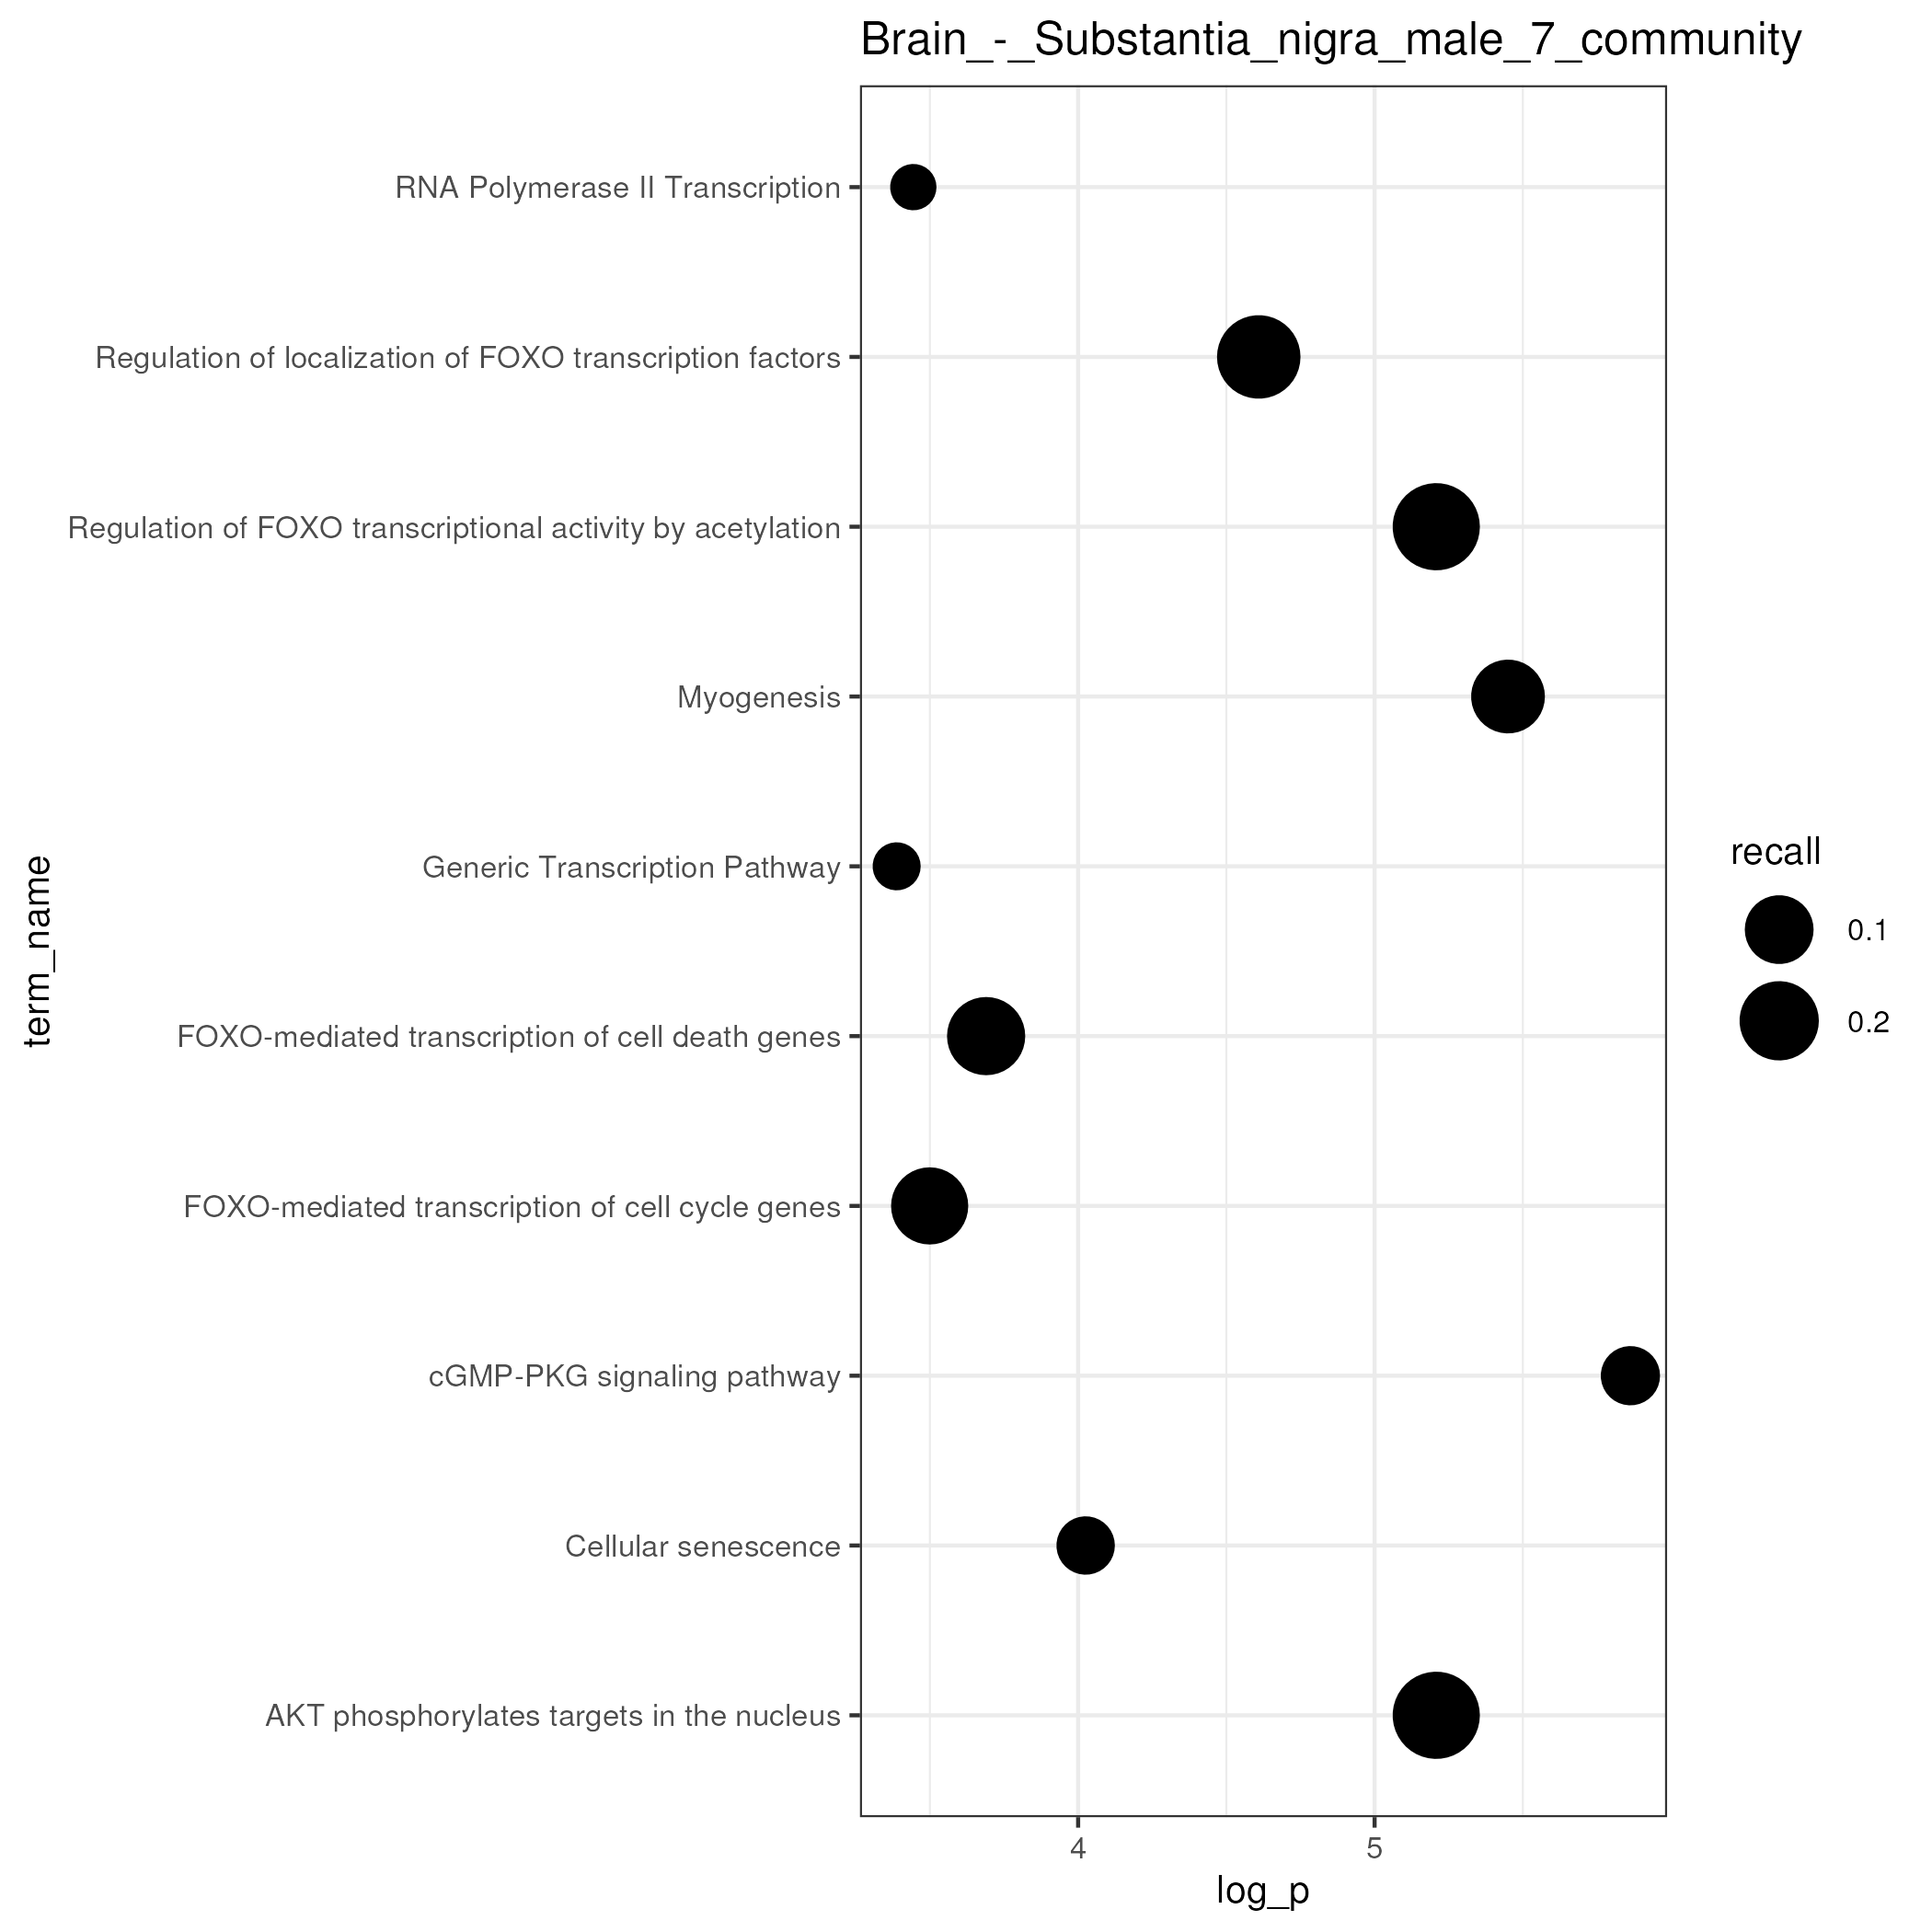 Brain_-_Substantia_nigra_male_7_community
RNA Polymerase II Transcription
Regulation of localization of FOXO transcription factors
Regulation of FOXO transcriptional activity by acetylation
Myogenesis
Generic Transcription Pathway
FOXO-mediated transcription of cell death genes
FOXO-mediated transcription of cell cycle genes
cGMP-PKG signaling pathway
Cellular senescence
AKT phosphorylates targets in the nucleus
term_name
4
5
log_p
recall
0.1
0.2